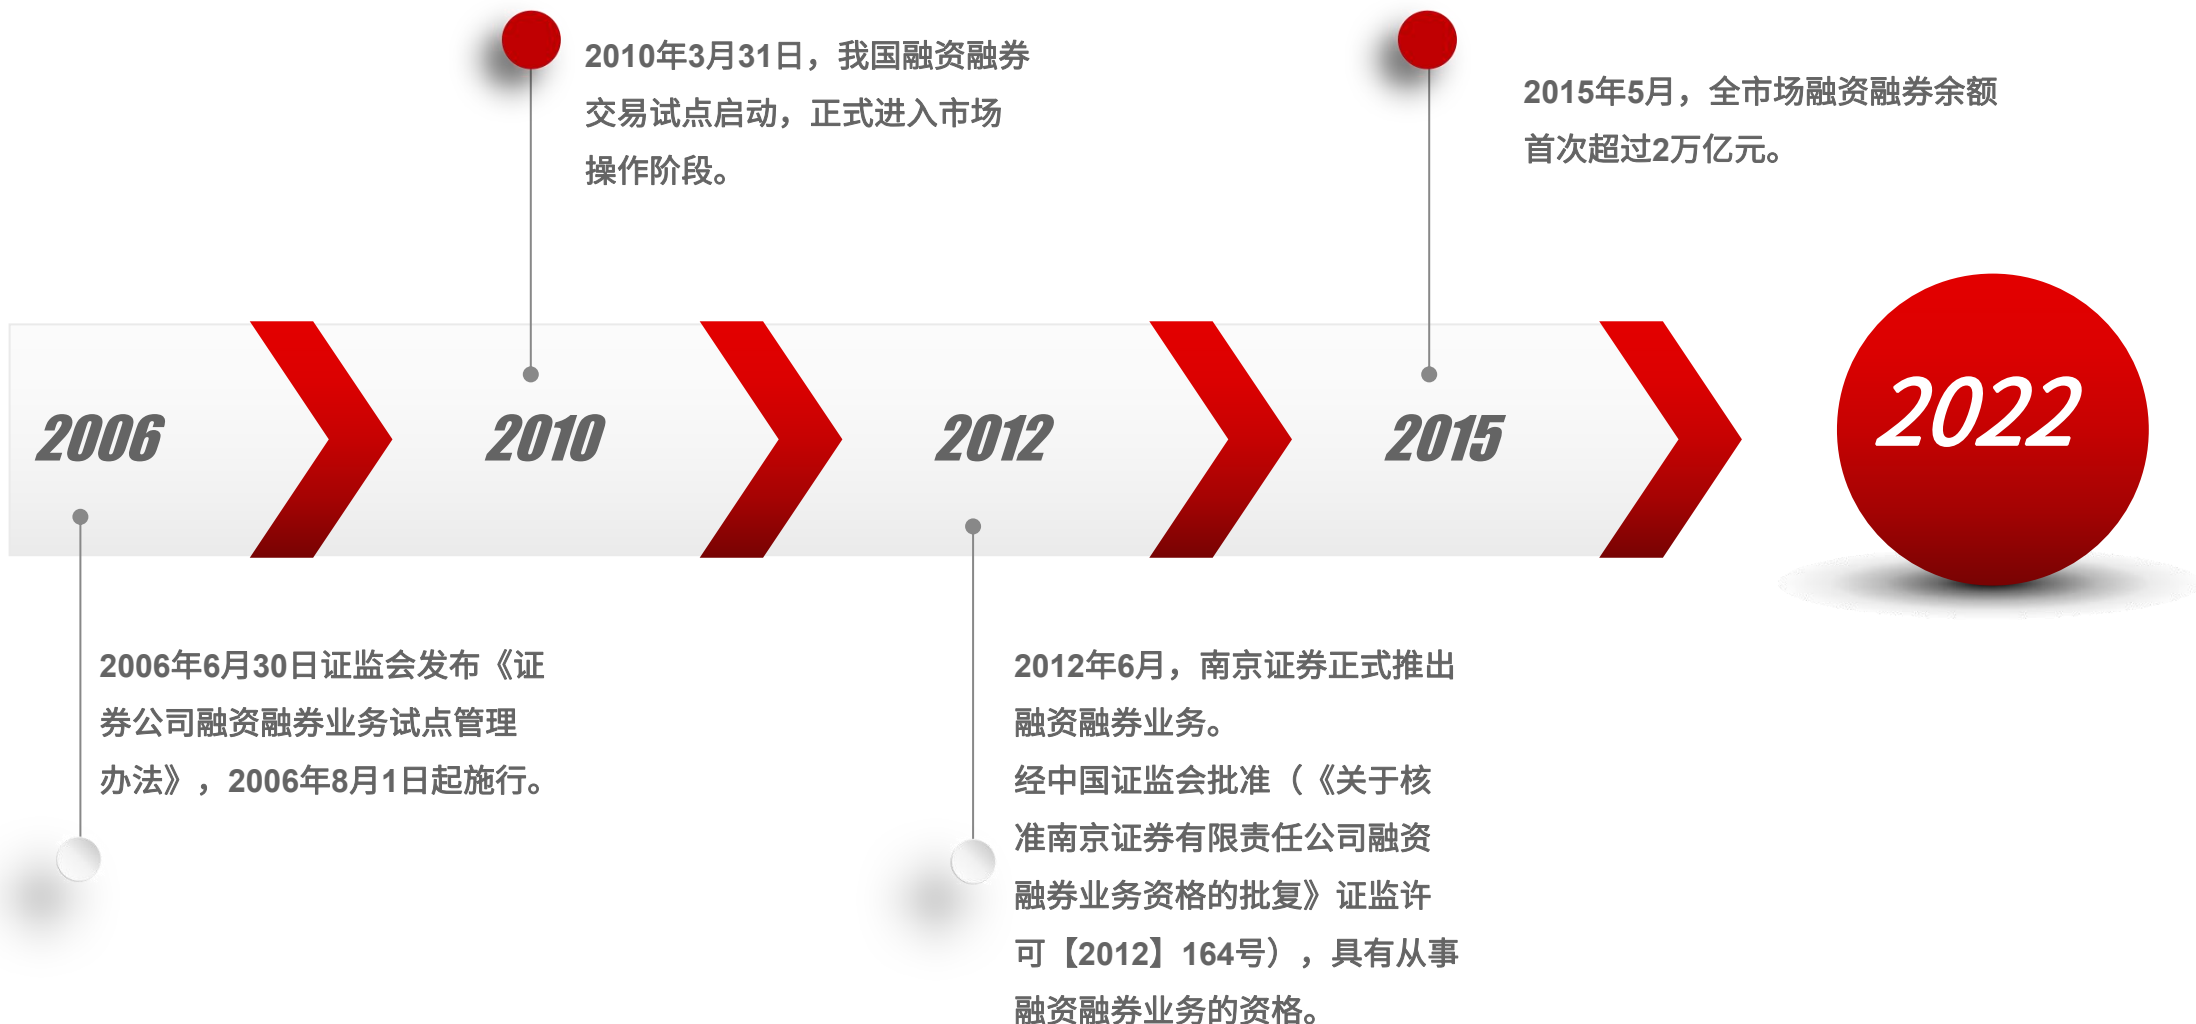 2010年3月31日，我国融资融券
交易试点启动，正式进入市场
操作阶段。
2015年5月，全市场融资融券余额
首次超过2万亿元。
2006
2010
2012
2015
2022
2006年6月30日证监会发布《证
券公司融资融券业务试点管理
办法》，2006年8月1日起施行。
2012年6月，南京证券正式推出
融资融券业务。
经中国证监会批准（《关于核
准南京证券有限责任公司融资
融券业务资格的批复》证监许
可【2012】164号），具有从事
融资融券业务的资格。